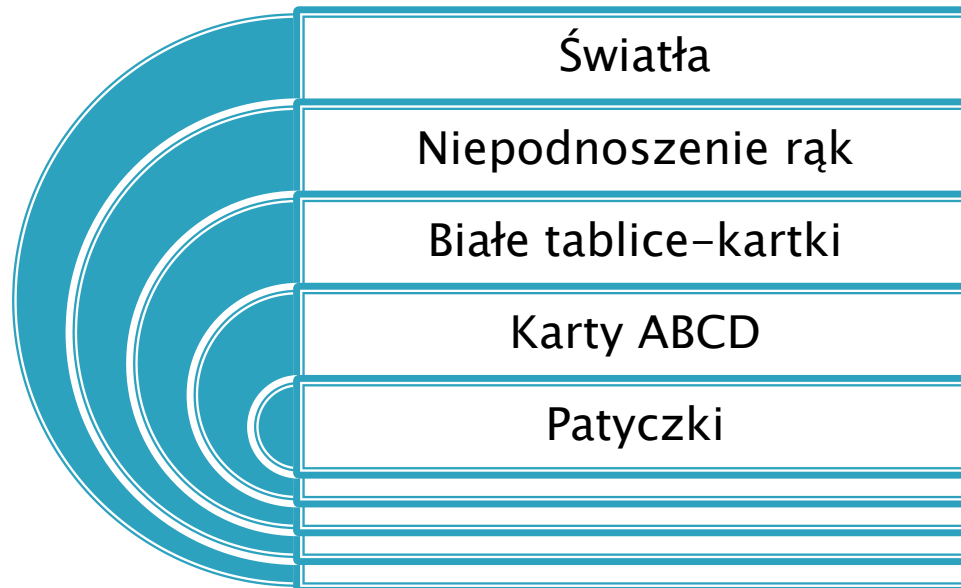 Światła
Niepodnoszenie rąk
Białe tablice-kartki
Karty ABCD
Patyczki